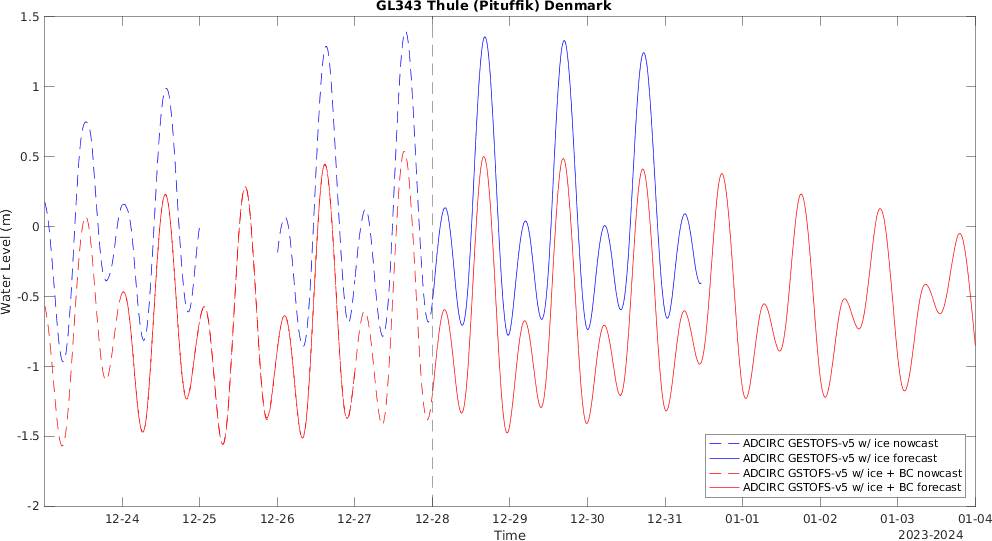 GL343 Thule (Pituffik) Denmark
1.5
1
0.5
0
-0.5
-1
-1.5
-2
Water Level (m)
ADCIRC GESTOFS-v5 w/ ice nowcast
ADCIRC GESTOFS-v5 w/ ice forecast
ADCIRC GSTOFS-v5 w/ ice + BC nowcast
ADCIRC GSTOFS-v5 w/ ice + BC forecast
12-24 12-25 12-26 12-27 12-28 12-29 12-30 12-31 01-01 01-02 01-03 01-04
Time
2023-2024